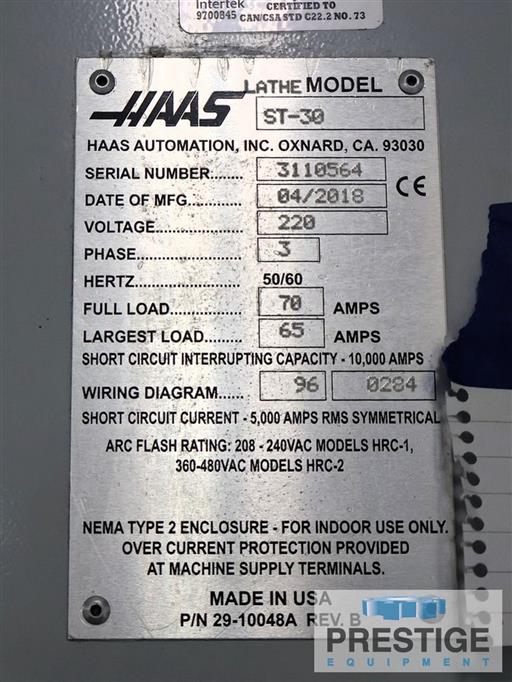 Intertek
9700845
CERTIFIED TO
CAN/CSA STD C22.2 NO. 73
HAAS
LATHE MODEL
ST-30
HAAS AUTOMATION, INC. OXNARD, CA. 93030
SERIAL NUMBER........ 3110564
DATE OF MFG............. 04/2018
CE
VOLTAGE..................... 220
PHASE......................... 3
HERTZ......................... 50/60
FULL LOAD................. 70 AMPS
LARGEST LOAD......... 65 AMPS
SHORT CIRCUIT INTERRUPTING CAPACITY - 10,000 AMPS
WIRING DIAGRAM........ 96 0284
SHORT CIRCUIT CURRENT - 5,000 AMPS RMS SYMMETRICAL
ARC FLASH RATING: 208 - 240VAC MODELS HRC-1,
360-480VAC MODELS HRC-2
NEMA TYPE 2 ENCLOSURE - FOR INDOOR USE ONLY.
OVER CURRENT PROTECTION PROVIDED
AT MACHINE SUPPLY TERMINALS.
MADE IN USA
P/N 29-10048A REV. B
PRESTIGE
EQUIPMENT